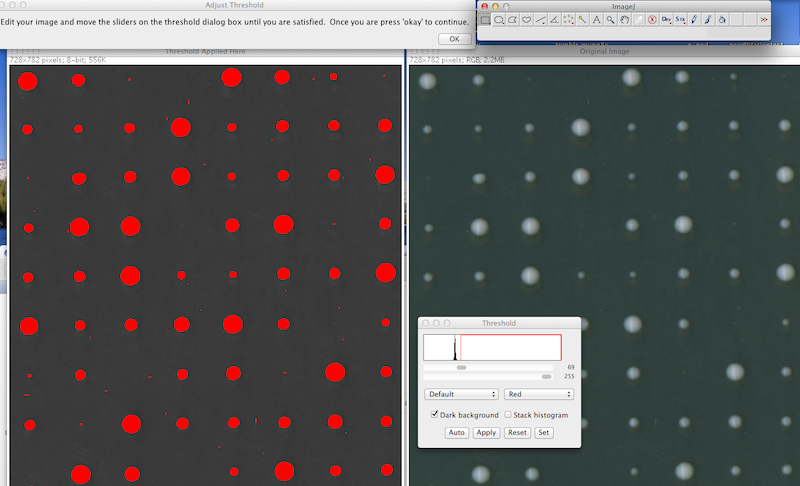 Adjust Threshold
Edit your image and move the sliders on the threshold dialog box until you are satisfied. Once you are press 'okay' to continue.
OK
ImageJ
Dev
Stk
>>
Threshold Applied Here
728x782 pixels; 8-bit; 556K
Original Image
728x782 pixels; RGB; 2.2MB
Threshold
69
255
Default
Red
Dark background
Stack histogram
Auto
Apply
Reset
Set